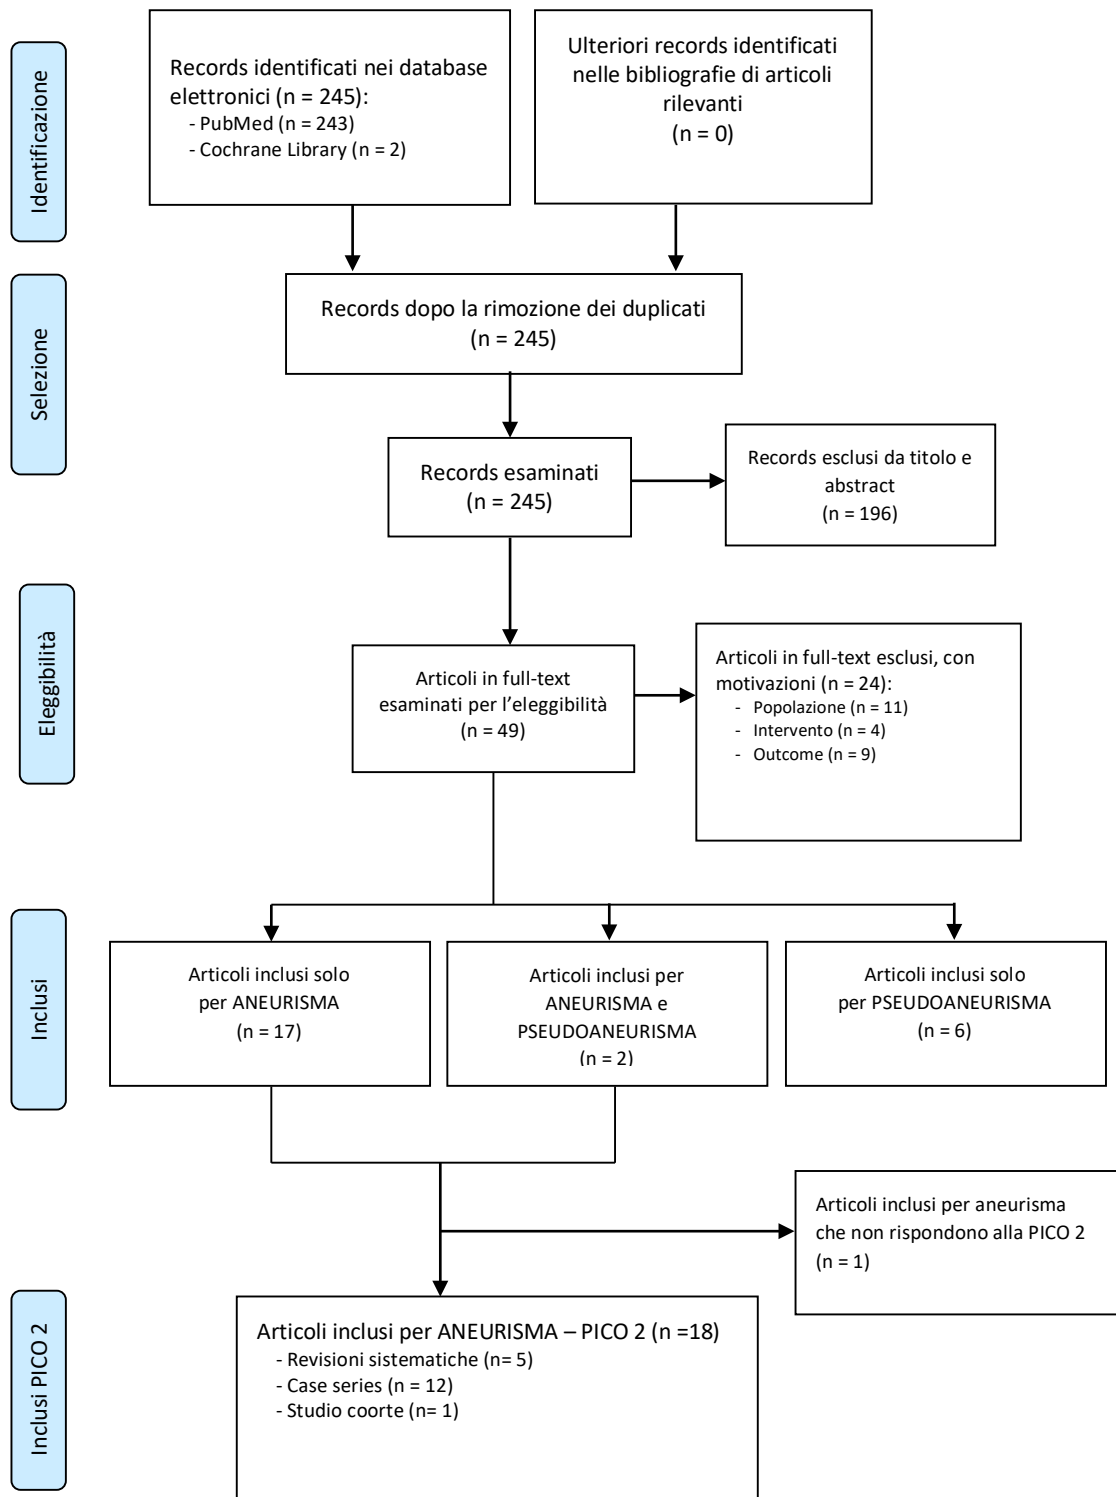 Identificazione
Records identificati nei database
elettronici (n = 245):
- PubMed (n = 243)
- Cochrane Library (n = 2)
Ulteriori records identificati
nelle bibliografie di articoli
rilevanti
(n = 0)
Selezione
Records dopo la rimozione dei duplicati
(n = 245)
Records esaminati
(n = 245)
Records esclusi da titolo e
abstract
(n = 196)
Eleggibilità
Articoli in full-text
esaminati per l'eleggibilità
(n = 49)
Articoli in full-text esclusi, con
motivazioni (n = 24):
- Popolazione (n = 11)
- Intervento (n = 4)
- Outcome (n = 9)
Inclusi
Articoli inclusi solo
per ANEURISMA
(n = 17)
Articoli inclusi per
ANEURISMA e
PSEUDOANEURISMA
(n = 2)
Articoli inclusi solo
per PSEUDOANEURISMA
(n = 6)
Articoli inclusi per aneurisma
che non rispondono alla PICO 2
(n = 1)
Inclusi PICO 2
Articoli inclusi per ANEURISMA – PICO 2 (n =18)
- Revisioni sistematiche (n= 5)
- Case series (n = 12)
- Studio coorte (n= 1)